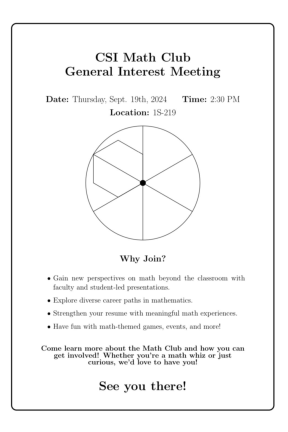 CSI Math Club
General Interest Meeting
Date: Thursday, Sept. 19th, 2024 Time: 2:30 PM
Location: 1S-219
Why Join?
• Gain new perspectives on math beyond the classroom with
faculty and student-led presentations.
• Explore diverse career paths in mathematics.
• Strengthen your resume with meaningful math experiences.
• Have fun with math-themed games, events, and more!
Come learn more about the Math Club and how you can
get involved! Whether you're a math whiz or just
curious, we'd love to have you!
See you there!